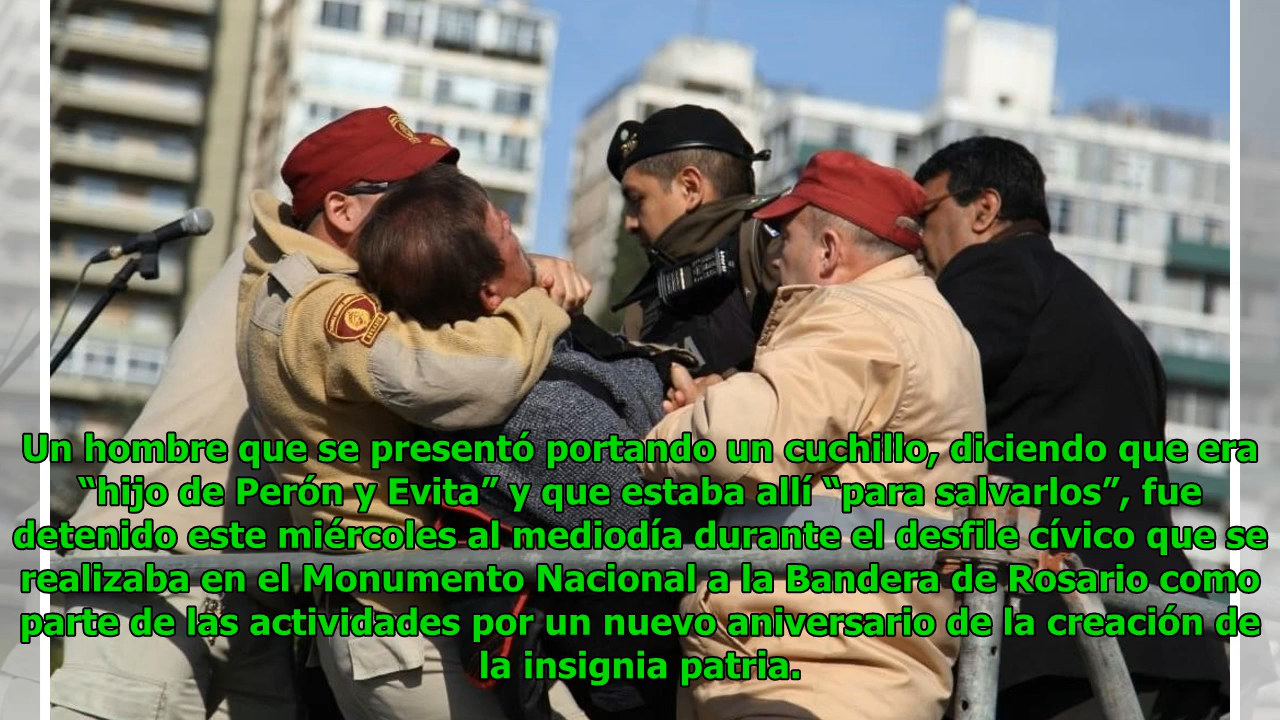 Un hombre que se presentó portando un cuchillo, diciendo que era
“hijo de Perón y Evita” y que estaba allí “para salvarlos”, fue
detenido este miércoles al mediodía durante el desfile cívico que se
realizaba en el Monumento Nacional a la Bandera de Rosario como
parte de las actividades por un nuevo aniversario de la creación de
la insignia patria.